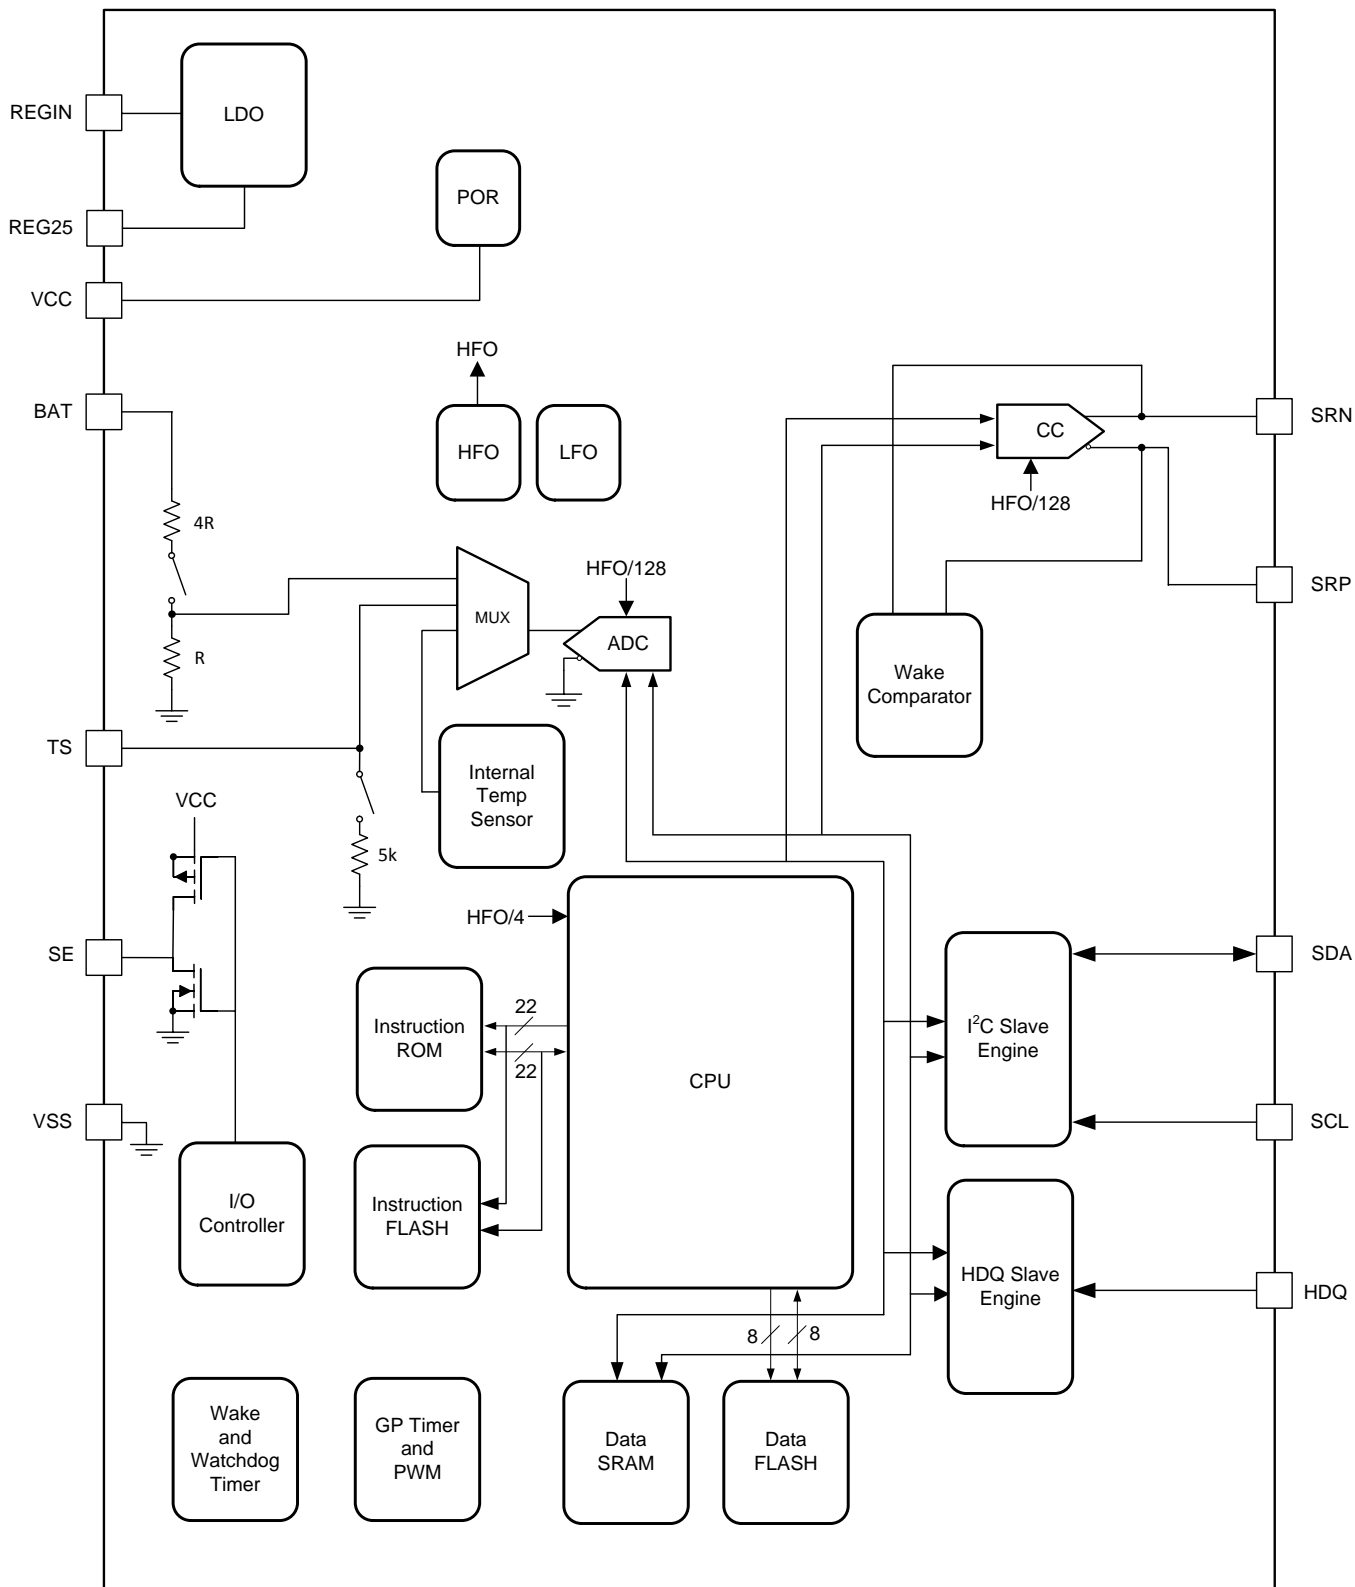 REGIN
LDO
POR
REG25
VCC
HFO
BAT
HFO
LFO
CC
SRN
HFO/128
4R
HFO/128
SRP
MUX
ADC
R
Wake
Comparator
TS
Internal
Temp
Sensor
VCC
5k
HFO/4
SE
SDA
22
Instruction
ROM
22
I²C Slave
Engine
CPU
VSS
SCL
I/O
Controller
Instruction
FLASH
HDQ Slave
Engine
HDQ
8
8
Wake
and
Watchdog
Timer
GP Timer
and
PWM
Data
SRAM
Data
FLASH